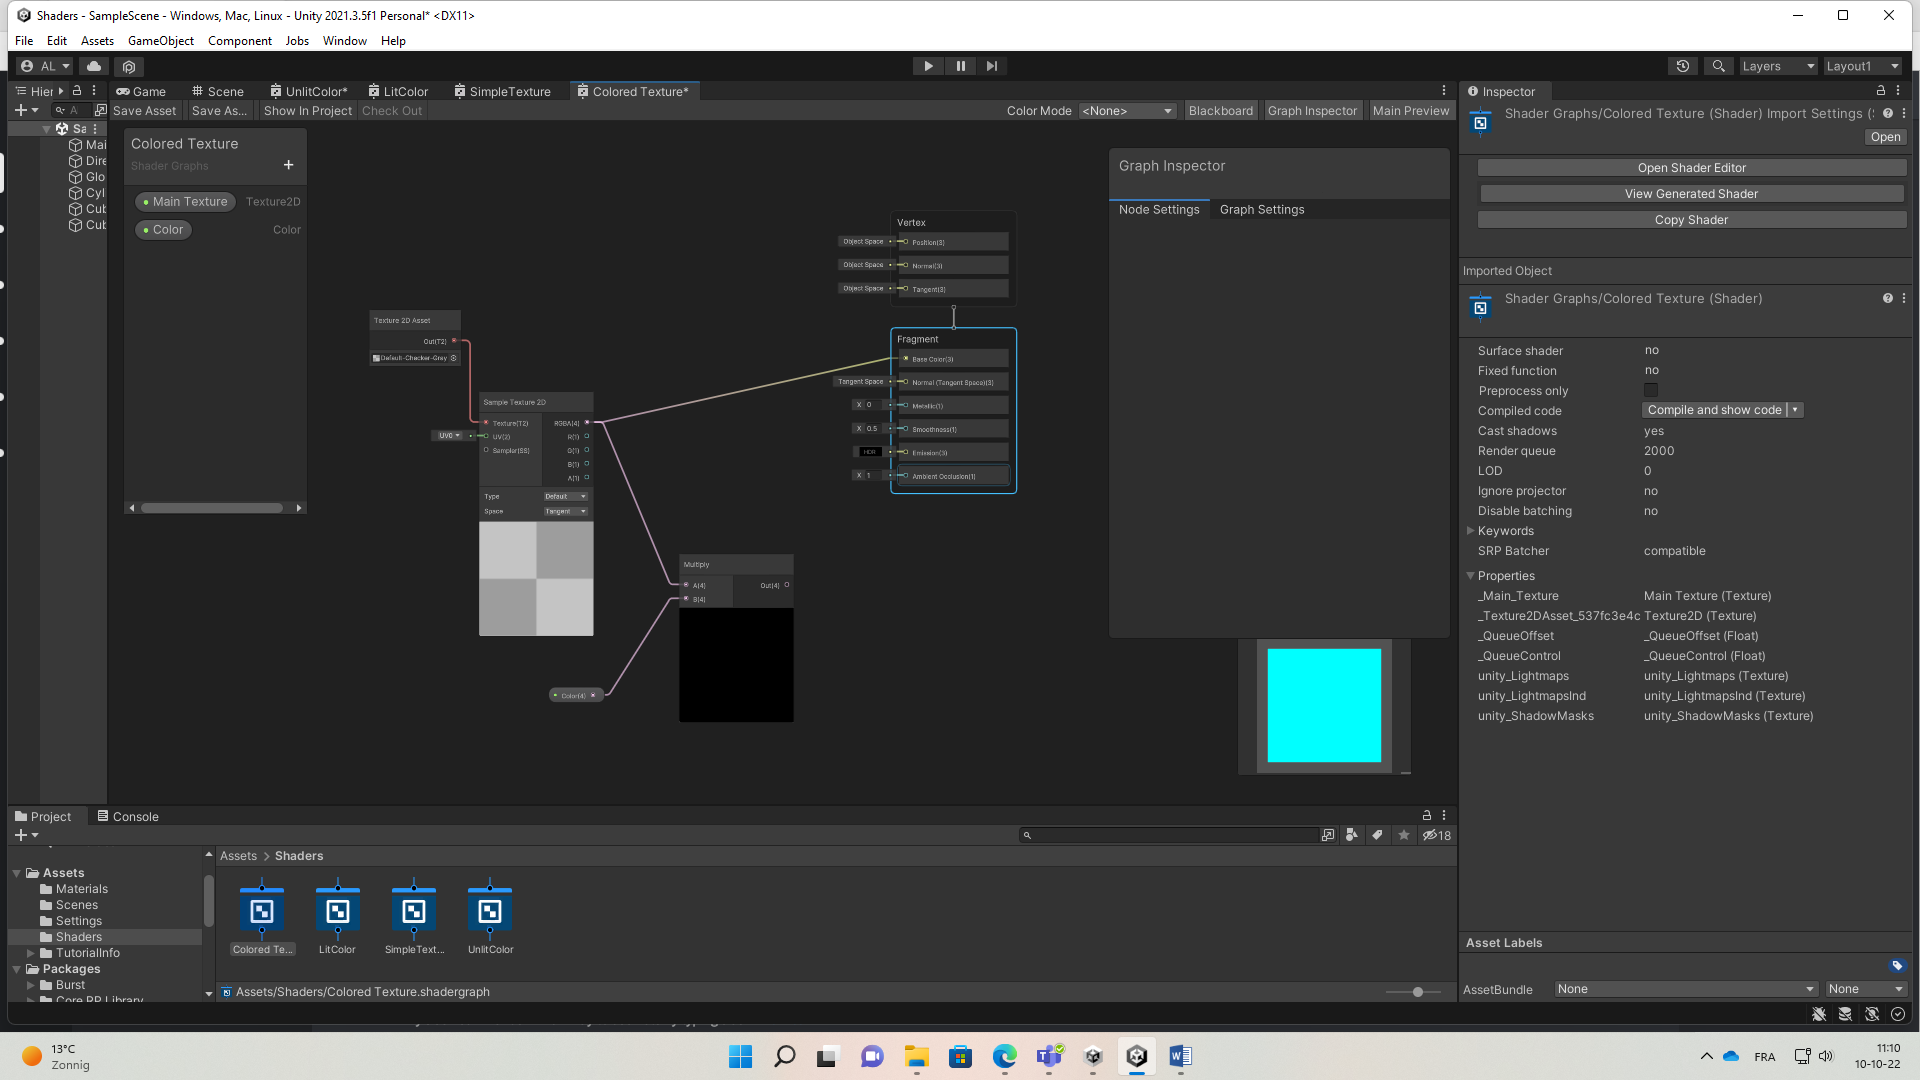 Shaders - SampleScene - Windows, Mac, Linux - Unity 2021.3.5f1 Personal* <DX11>
File Edit Assets GameObject Component Jobs Window Help
AL
Layers Layout1
Hier
Game Scene UnlitColor* LitColor SimpleTexture Colored Texture*
Inspector
Save Asset Save As... Show In Project Check Out
Color Mode <None> Blackboard Graph Inspector Main Preview
Sa
Mai
Dire
Glo
Cyl
Cub
Cub
Colored Texture
Shader Graphs
Main Texture Texture2D
Color Color
Texture 2D Asset
Out(T2)
Default-Checker-Gray
Sample Texture 2D
Texture(T2) RGBA(4)
UV0 UV(2) R(1)
Sampler(SS) G(1)
B(1)
A(1)
Type Default
Space Tangent
Multiply
A(4) Out(4)
B(4)
Color(4)
Vertex
Object Space Position(3)
Object Space Normal(3)
Object Space Tangent(3)
Fragment
Base Color(3)
Tangent Space Normal (Tangent Space)(3)
X 0 Metallic(1)
X 0.5 Smoothness(1)
HDR Emission(3)
X 1 Ambient Occlusion(1)
Graph Inspector
Node Settings Graph Settings
Shader Graphs/Colored Texture (Shader) Import Settings (
Open
Open Shader Editor
View Generated Shader
Copy Shader
Imported Object
Shader Graphs/Colored Texture (Shader)
Surface shader no
Fixed function no
Preprocess only
Compiled code Compile and show code
Cast shadows yes
Render queue 2000
LOD 0
Ignore projector no
Disable batching no
Keywords
SRP Batcher compatible
Properties
_Main_Texture Main Texture (Texture)
_Texture2DAsset_537fc3e4c Texture2D (Texture)
_QueueOffset _QueueOffset (Float)
_QueueControl _QueueControl (Float)
unity_Lightmaps unity_Lightmaps (Texture)
unity_LightmapsInd unity_LightmapsInd (Texture)
unity_ShadowMasks unity_ShadowMasks (Texture)
Asset Labels
AssetBundle None None
Project Console
18
Assets
Materials
Scenes
Settings
Shaders
TutorialInfo
Packages
Burst
Core RP Library
Assets > Shaders
Colored Te... LitColor SimpleText... UnlitColor
Assets/Shaders/Colored Texture.shadergraph
13°C
Zonnig
FRA
11:10
10-10-22